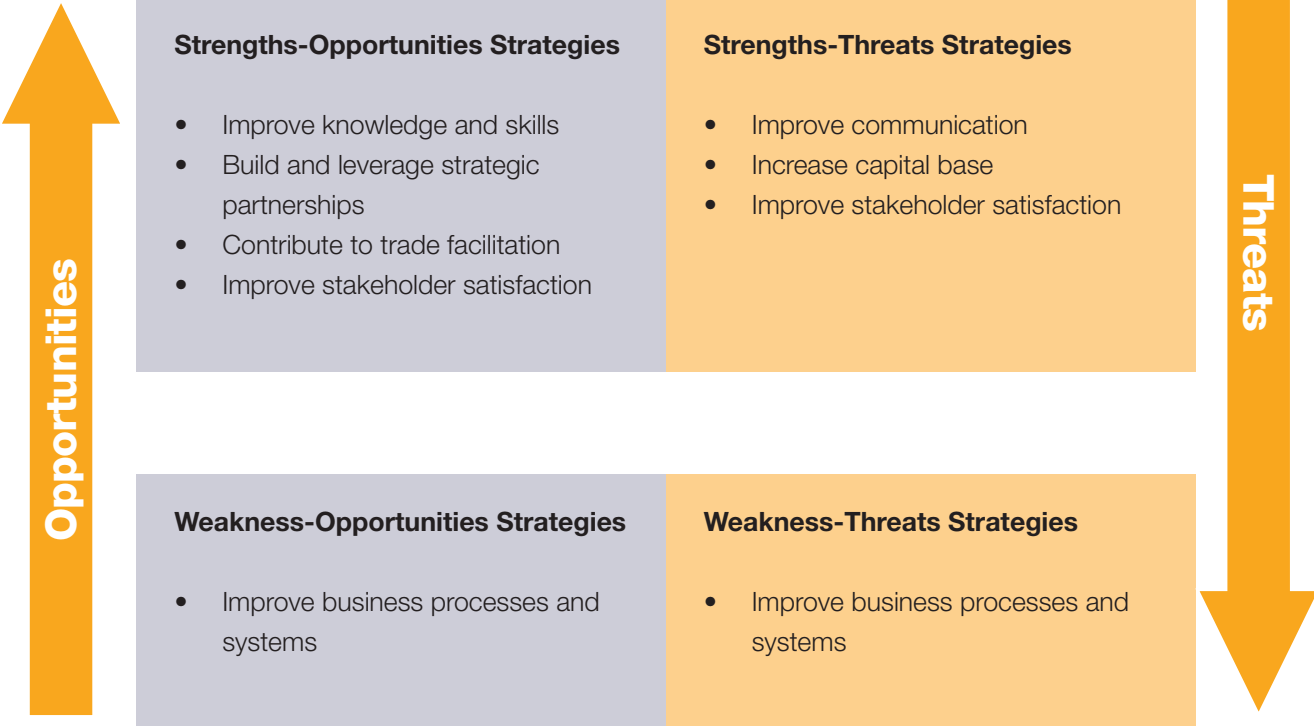 Opportunities
Strengths-Opportunities Strategies
• Improve knowledge and skills
• Build and leverage strategic
partnerships
• Contribute to trade facilitation
• Improve stakeholder satisfaction
Strengths-Threats Strategies
• Improve communication
• Increase capital base
• Improve stakeholder satisfaction
Threats
Weakness-Opportunities Strategies
• Improve business processes and
systems
Weakness-Threats Strategies
• Improve business processes and
systems